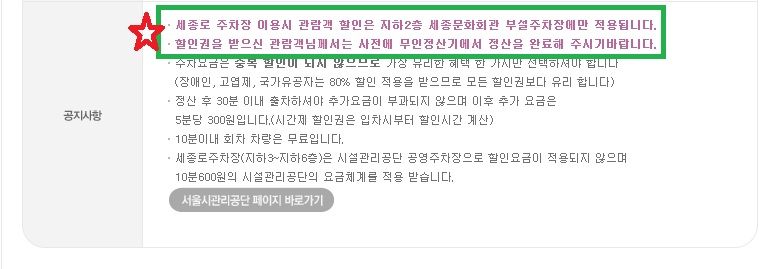 · 세종로 주차장 이용시 관람객 할인은 지하2층 세종문화회관 부설주차장에만 적용됩니다.
· 할인권을 받으신 관람객님께서는 사전에 무인정산기에서 정산을 완료해 주시기바랍니다.
· 주차요금은 중복 할인이 되지 않으므로 가장 유리한 혜택 한 가지만 선택하셔야 합니다
(장애인, 고엽제, 국가유공자는 80% 할인 적용을 받으므로 모든 할인권보다 유리 합니다)
공지사항
· 정산 후 30분 이내 출차하셔야 추가요금이 부과되지 않으며 이후 추가 요금은
5분당 300원입니다.(시간제 할인권은 입차시부터 할인시간 계산)
· 10분이내 회차 차량은 무료입니다.
· 세종로주차장(지하3~지하6층)은 시설관리공단 공영주차장으로 할인요금이 적용되지 않으며
10분600원의 시설관리공단의 요금체계를 적용 받습니다.
서울시관리공단 페이지 바로가기